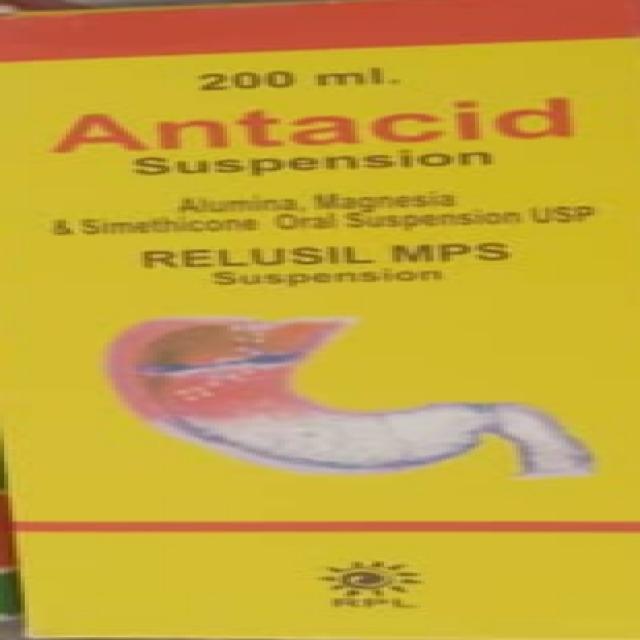 200 ml.
Antacid
Suspension
Alumina, Magnesia
& Simethicone Oral Suspension USP
RELUSIL MPS
Suspension
RPL